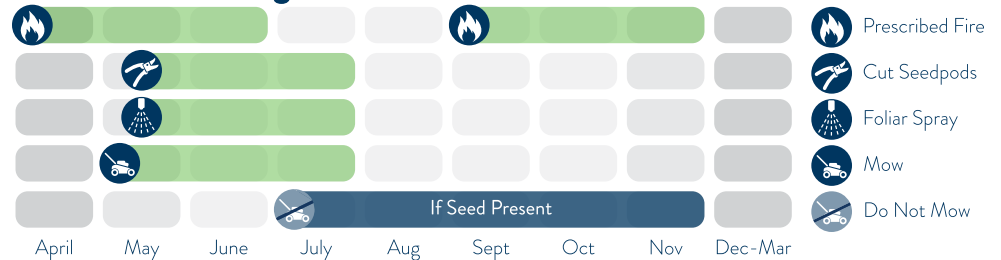 Prescribed Fire
Cut Seedpods
Foliar Spray
Mow
If Seed Present
Do Not Mow
April May June July Aug Sept Oct Nov Dec-Mar